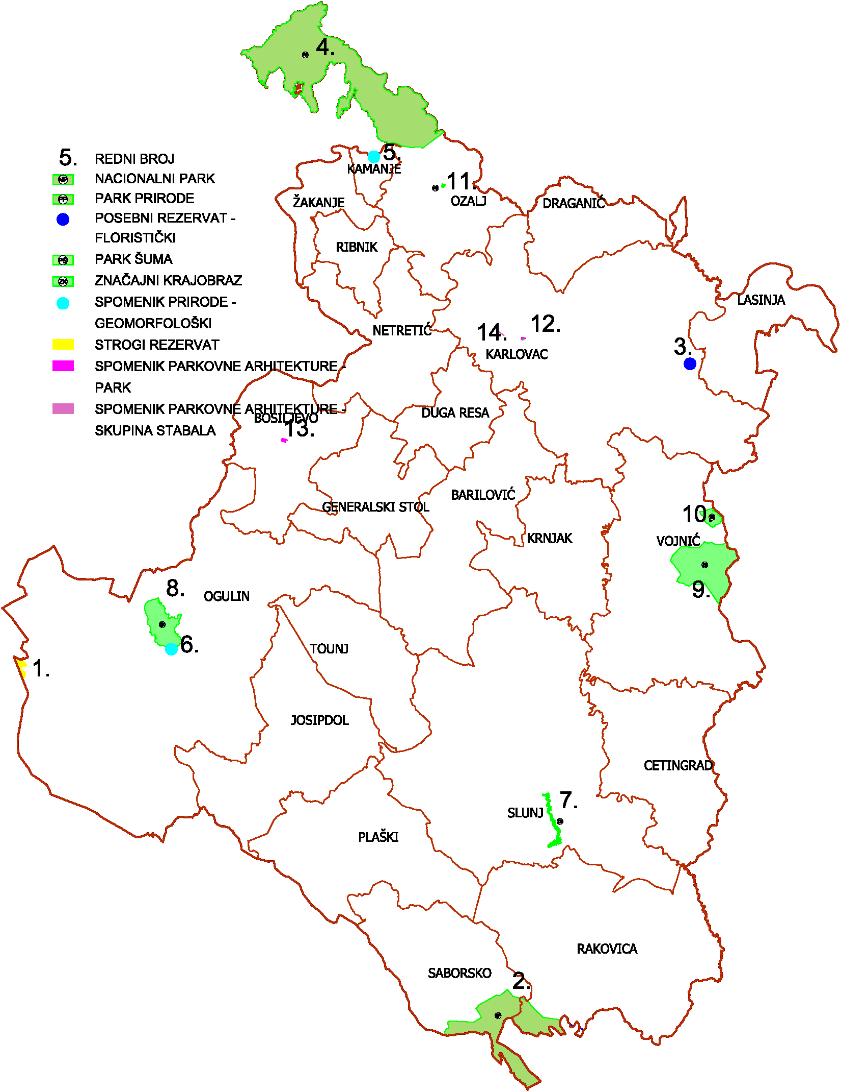 4.
5.
KAMANJE
5. REDNI BROJ
NACIONALNI PARK
PARK PRIRODE
POSEBNI REZERVAT -
FLORISTIČKI
PARK ŠUMA
ZNAČAJNI KRAJOBRAZ
SPOMENIK PRIRODE -
GEOMORFOLOŠKI
STROGI REZERVAT
SPOMENIK PARKOVNE ARHITEKTURE -
PARK
SPOMENIK PARKOVNE ARHITEKTURE -
SKUPINA STABALA
11.
OZALJ
ŽAKANJE
DRAGANIĆ
RIBNIK
LASINJA
NETRETIĆ
14.
12.
KARLOVAC
3.
DUGA RESA
BOSILJEVO
13.
BARILOVIĆ
GENERALSKI STOL
10.
KRNJAK
VOJNIĆ
9.
8.
OGULIN
6.
1.
TOUNJ
JOSIPDOL
CETINGRAD
7.
SLUNJ
PLAŠKI
RAKOVICA
SABORSKO
2.